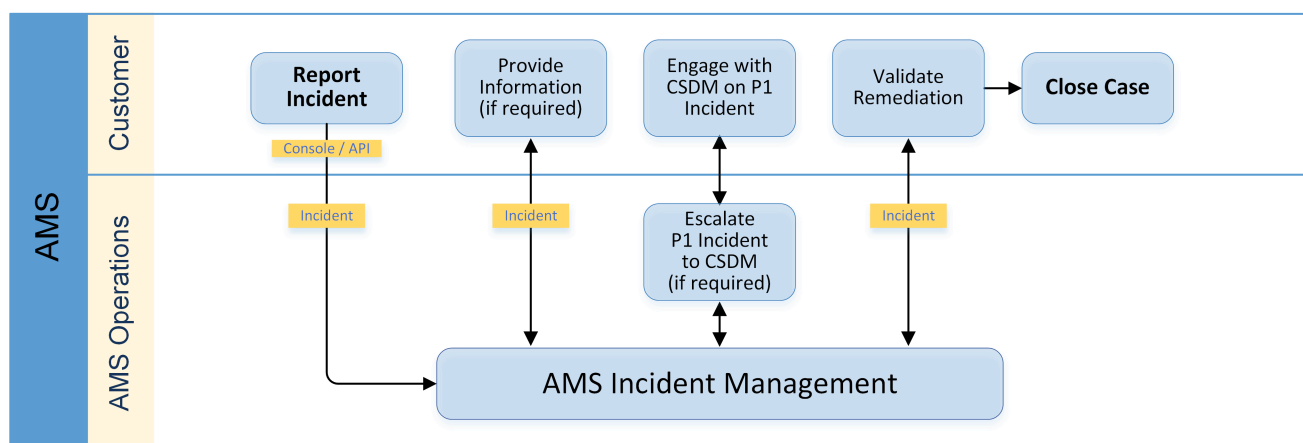 AMS
Customer
Report
Incident
Provide
Information
(if required)
Engage with
CSDM on P1
Incident
Validate
Remediation
Close Case
Console / API
AMS Operations
Incident
Incident
Escalate
P1 Incident
to CSDM
(if required)
Incident
AMS Incident Management